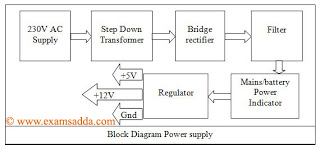 230V AC
Supply
Step Down
Transformer
Bridge
rectifier
Filter
+5V
+12V
Gnd
Regulator
Mains/battery
Power
Indicator
© www.examsadda.com
Block Diagram Power supply